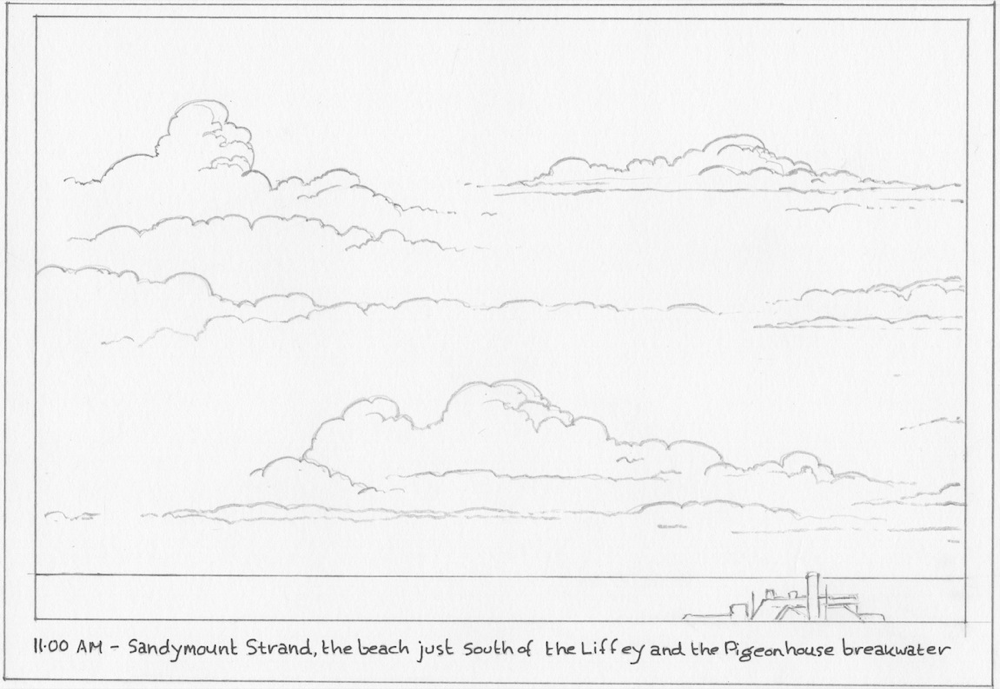 11.00 AM - Sandymount Strand, the beach just south of the Liffey and the Pigeonhouse breakwater